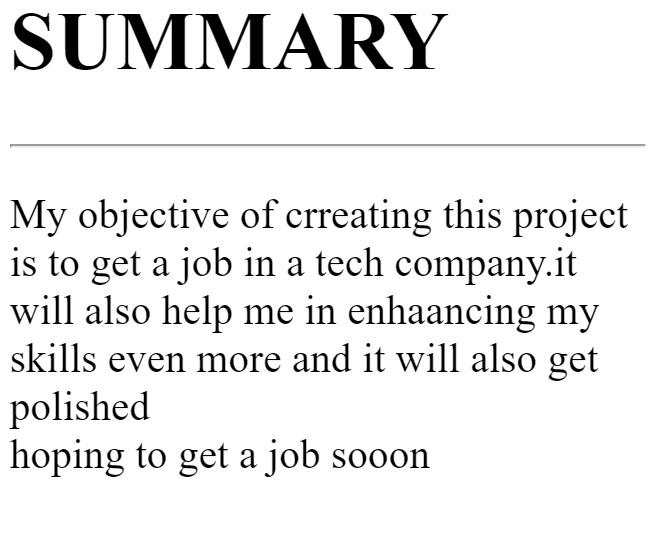 SUMMARY
My objective of crreating this project
is to get a job in a tech company.it
will also help me in enhaancing my
skills even more and it will also get
polished
hoping to get a job sooon